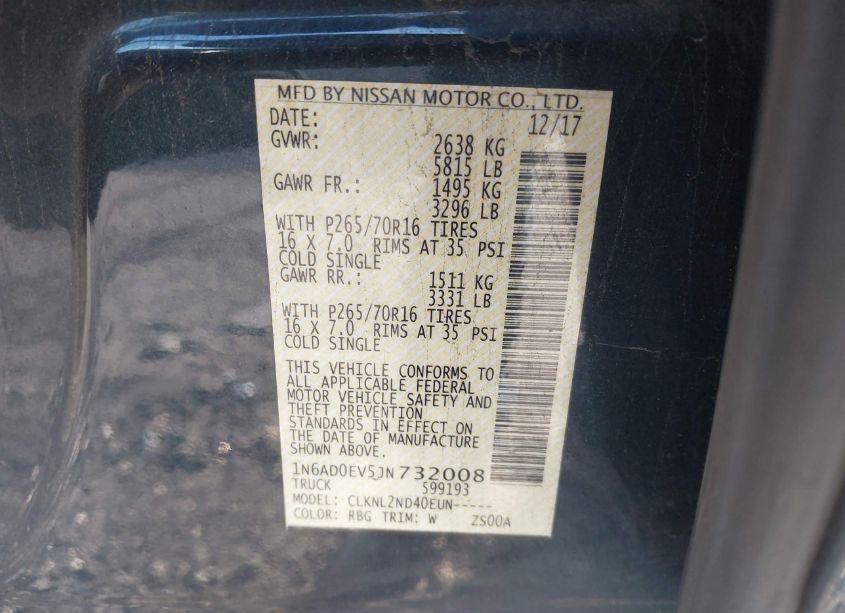 MFD BY NISSAN MOTOR CO., LTD.
DATE: 12/17
GVWR: 2638 KG
5815 LB
GAWR FR.: 1495 KG
3296 LB
WITH P265/70R16 TIRES
16 X 7.0 RIMS AT 35 PSI
COLD SINGLE
GAWR RR.: 1511 KG
3331 LB
WITH P265/70R16 TIRES
16 X 7.0 RIMS AT 35 PSI
COLD SINGLE
THIS VEHICLE CONFORMS TO
ALL APPLICABLE FEDERAL
MOTOR VEHICLE SAFETY AND
THEFT PREVENTION
STANDARDS IN EFFECT ON
THE DATE OF MANUFACTURE
SHOWN ABOVE.
1N6AD0EV5JN732008
TRUCK 599193
MODEL: CLKNL2ND40EUN-----
COLOR: RBG TRIM: W ZS00A